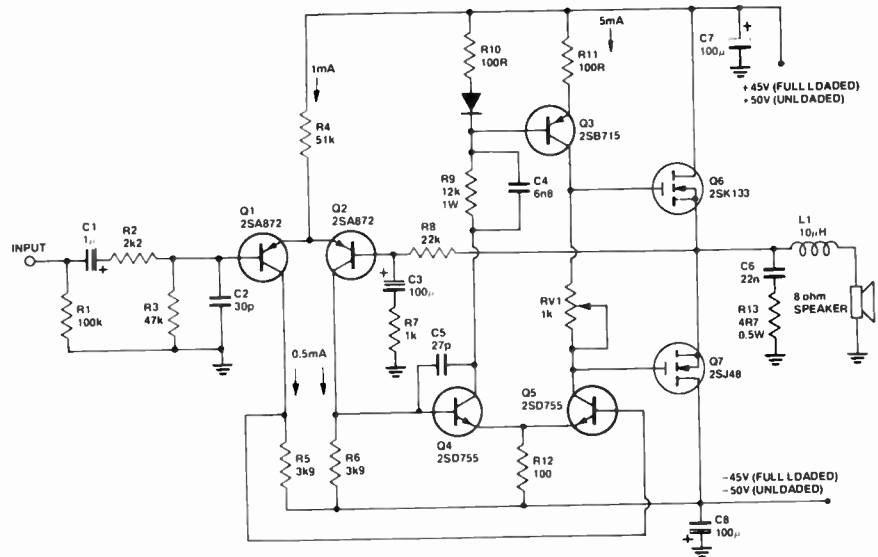 5mA
C7
100µ
R10
100R
R11
100R
1mA
+45V (FULL LOADED)
+50V (UNLOADED)
R4
51k
Q3
2SB715
R9
12k
1W
C4
6n8
Q6
2SK133
Q1
2SA872
Q2
2SA872
R8
22k
L1
10µH
C1
1µ
R2
2k2
INPUT
C6
22n
C3
100µ
8 ohm
SPEAKER
R1
100k
R3
47k
C2
30p
R7
1k
RV1
1k
R13
4R7
0.5W
0.5mA
C5
27p
Q7
2SJ48
Q4
2SD755
Q5
2SD755
R5
3k9
R6
3k9
R12
100
−45V (FULL LOADED)
−50V (UNLOADED)
C8
100µ